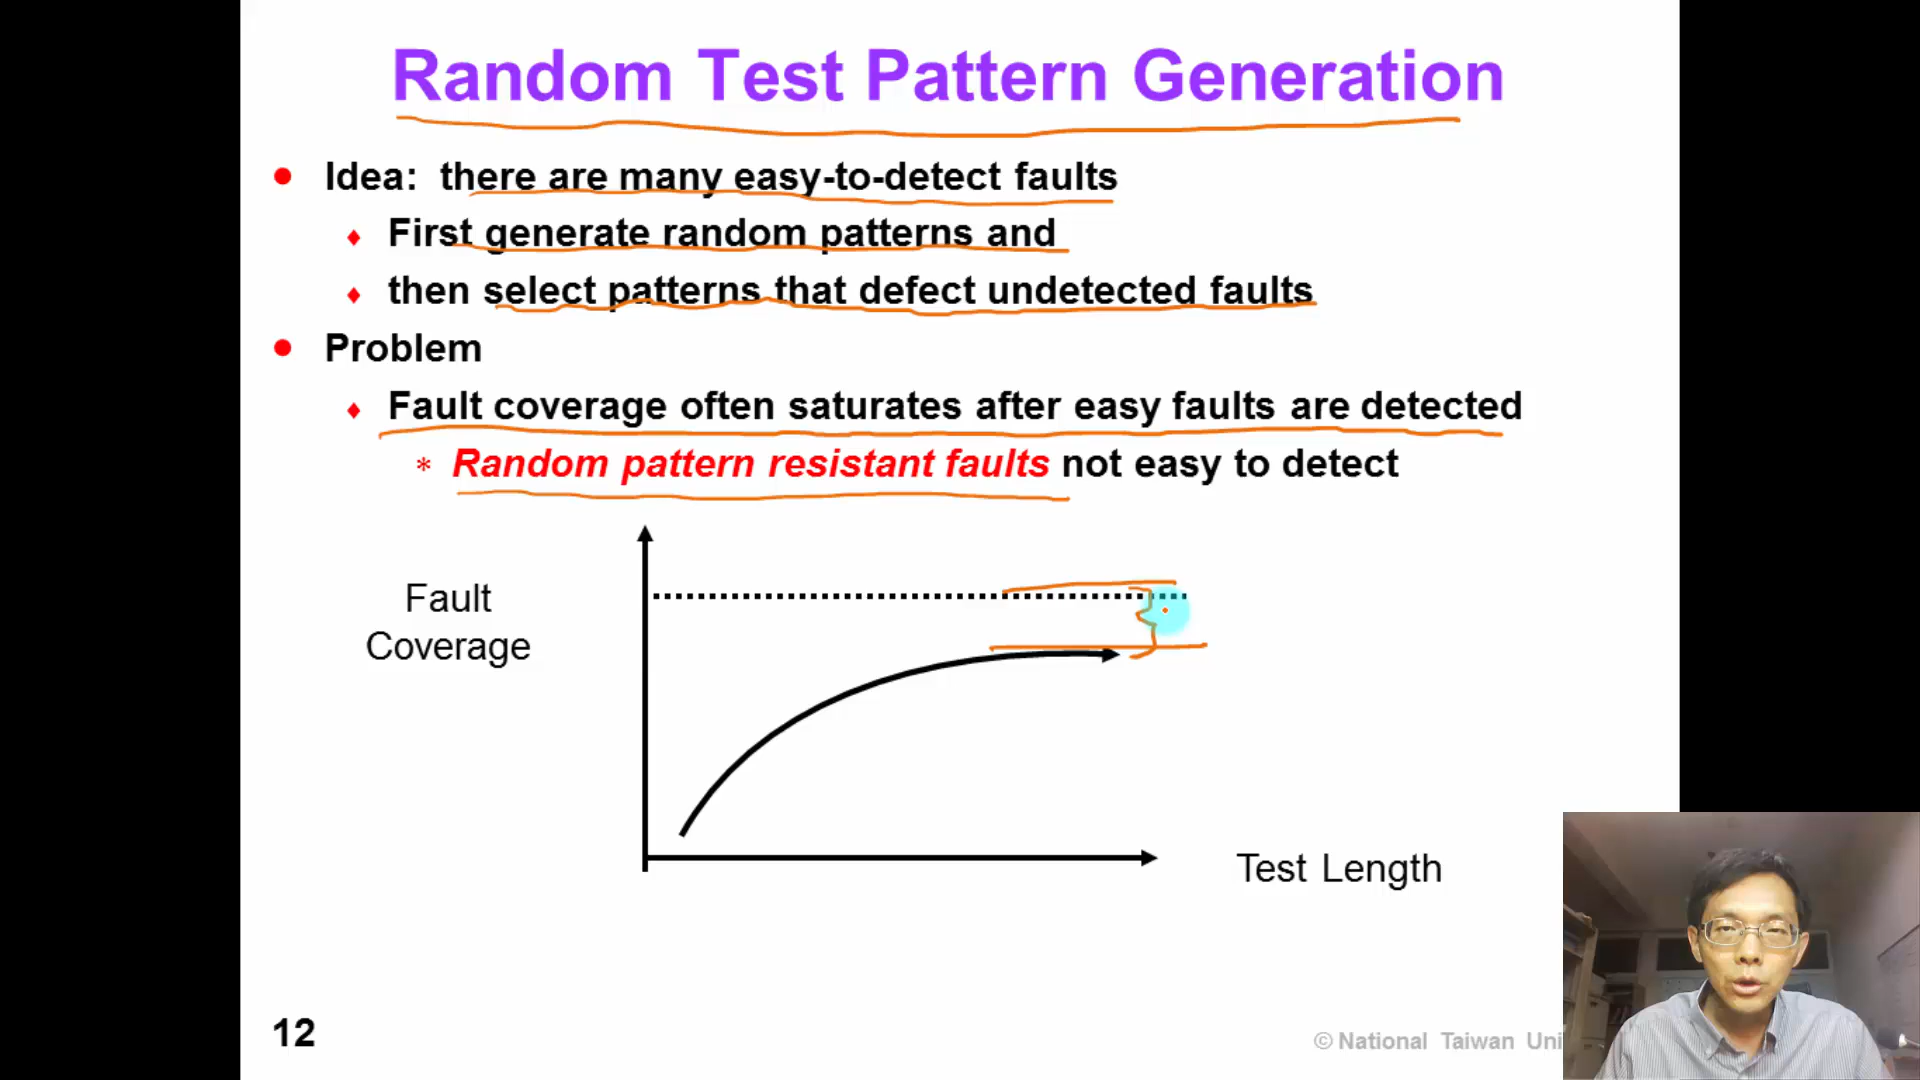 Random Test Pattern Generation
Idea: there are many easy-to-detect faults
First generate random patterns and
then select patterns that defect undetected faults
Problem
Fault coverage often saturates after easy faults are detected
* Random pattern resistant faults not easy to detect
Fault
Coverage
Test Length
12
© National Taiwan Uni